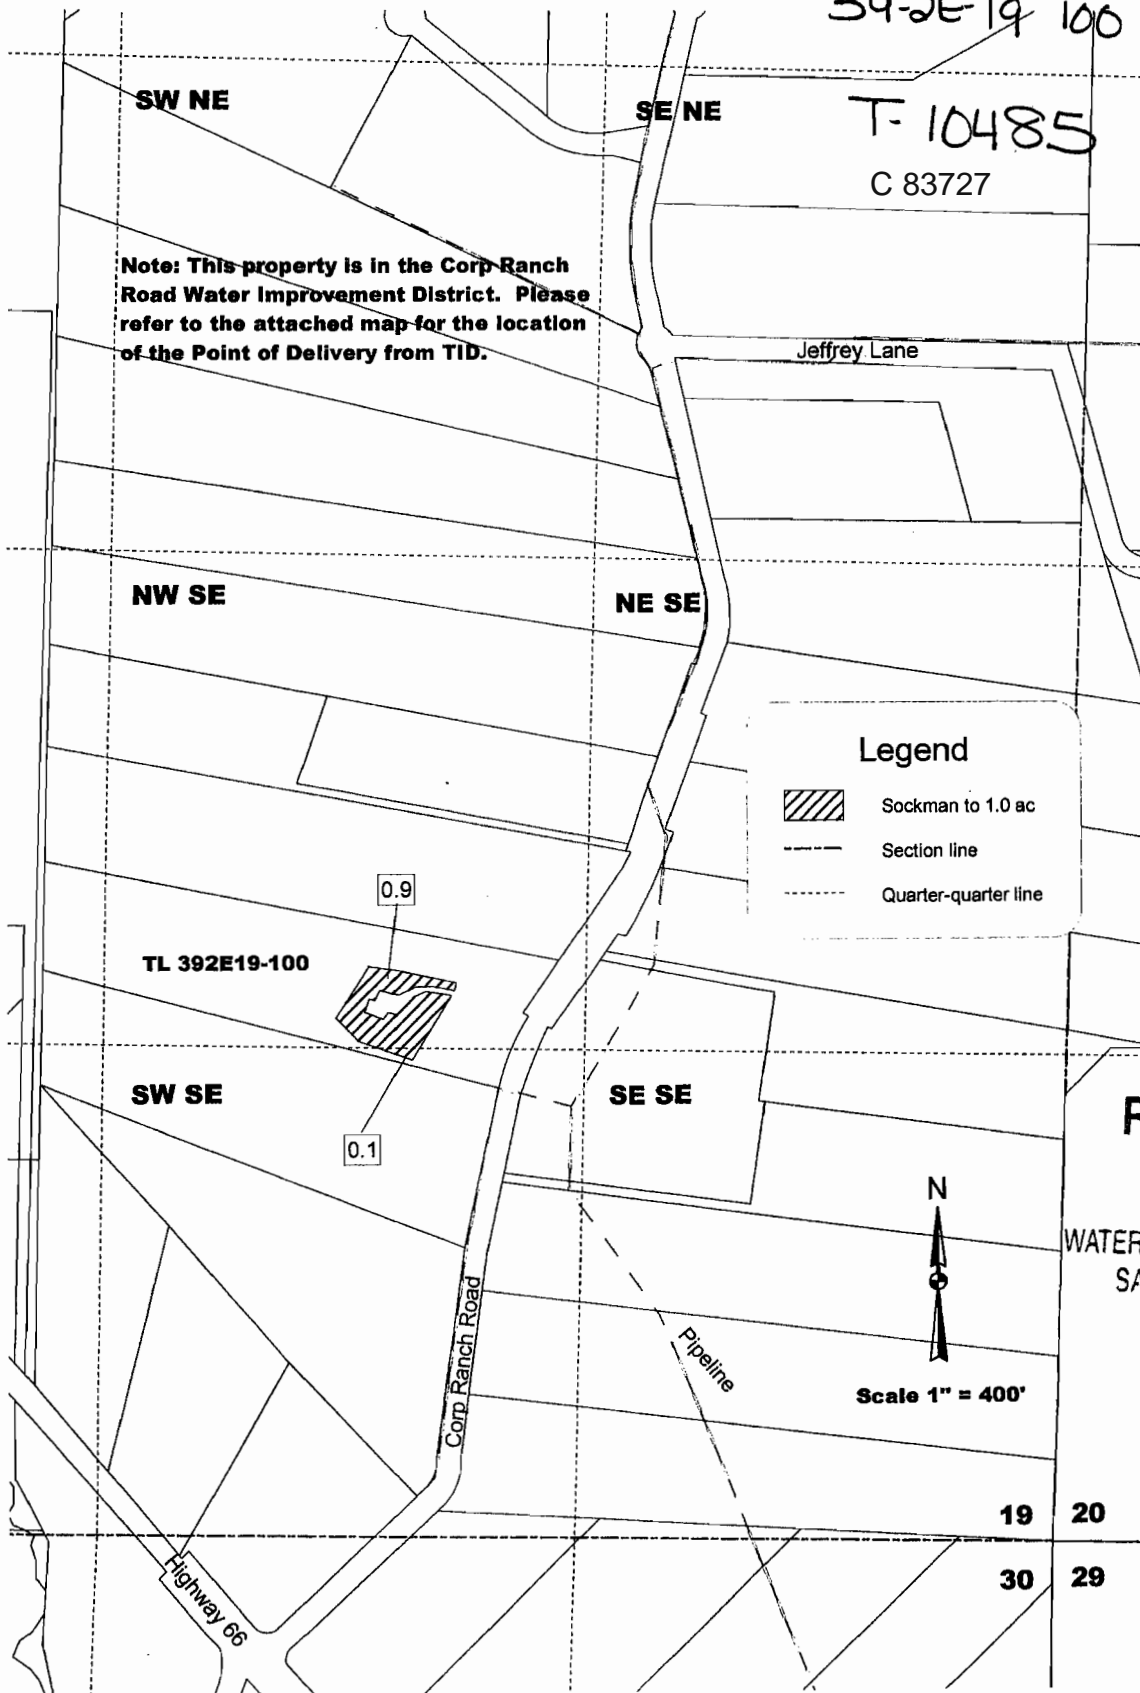 39-2E-19 100
SW NE
SE NE
T- 10485
C 83727
Note: This property is in the Corp Ranch
Road Water Improvement District. Please
refer to the attached map for the location
of the Point of Delivery from TID.
Jeffrey Lane
NW SE
NE SE
Legend
Sockman to 1.0 ac
Section line
Quarter-quarter line
0.9
TL 392E19-100
SW SE
SE SE
0.1
N
WATER
SA
Corp Ranch Road
Pipeline
Scale 1" = 400'
19 20
30 29
Highway 66